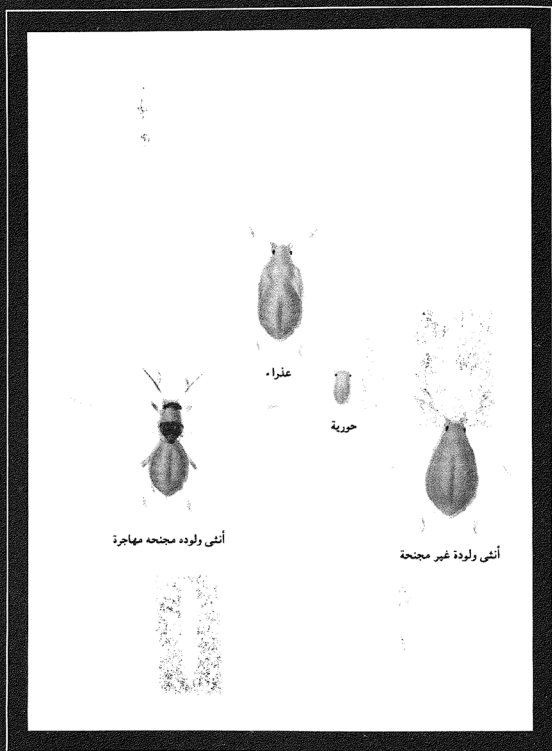 عذراء
حورية
أنثى ولوده مجنحه مهاجرة
أنثى ولودة غير مجنحة